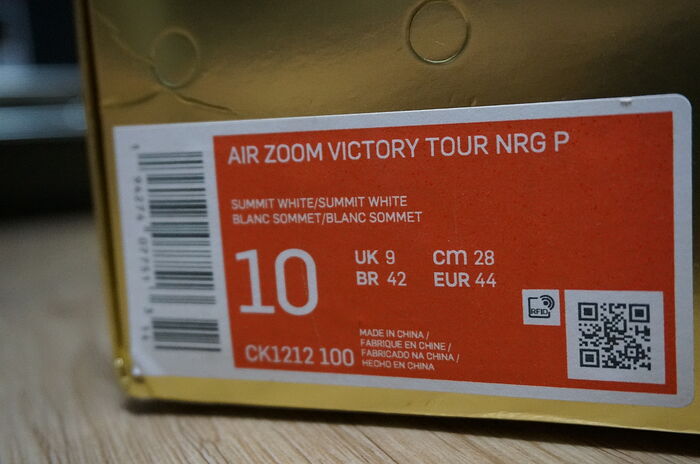 AIR ZOOM VICTORY TOUR NRG P
SUMMIT WHITE/SUMMIT WHITE
BLANC SOMMET/BLANC SOMMET
10
UK 9 cm 28
BR 42 EUR 44
RFID
CK1212 100
MADE IN CHINA /
FABRIQUE EN CHINE /
FABRICADO NA CHINA /
HECHO EN CHINA